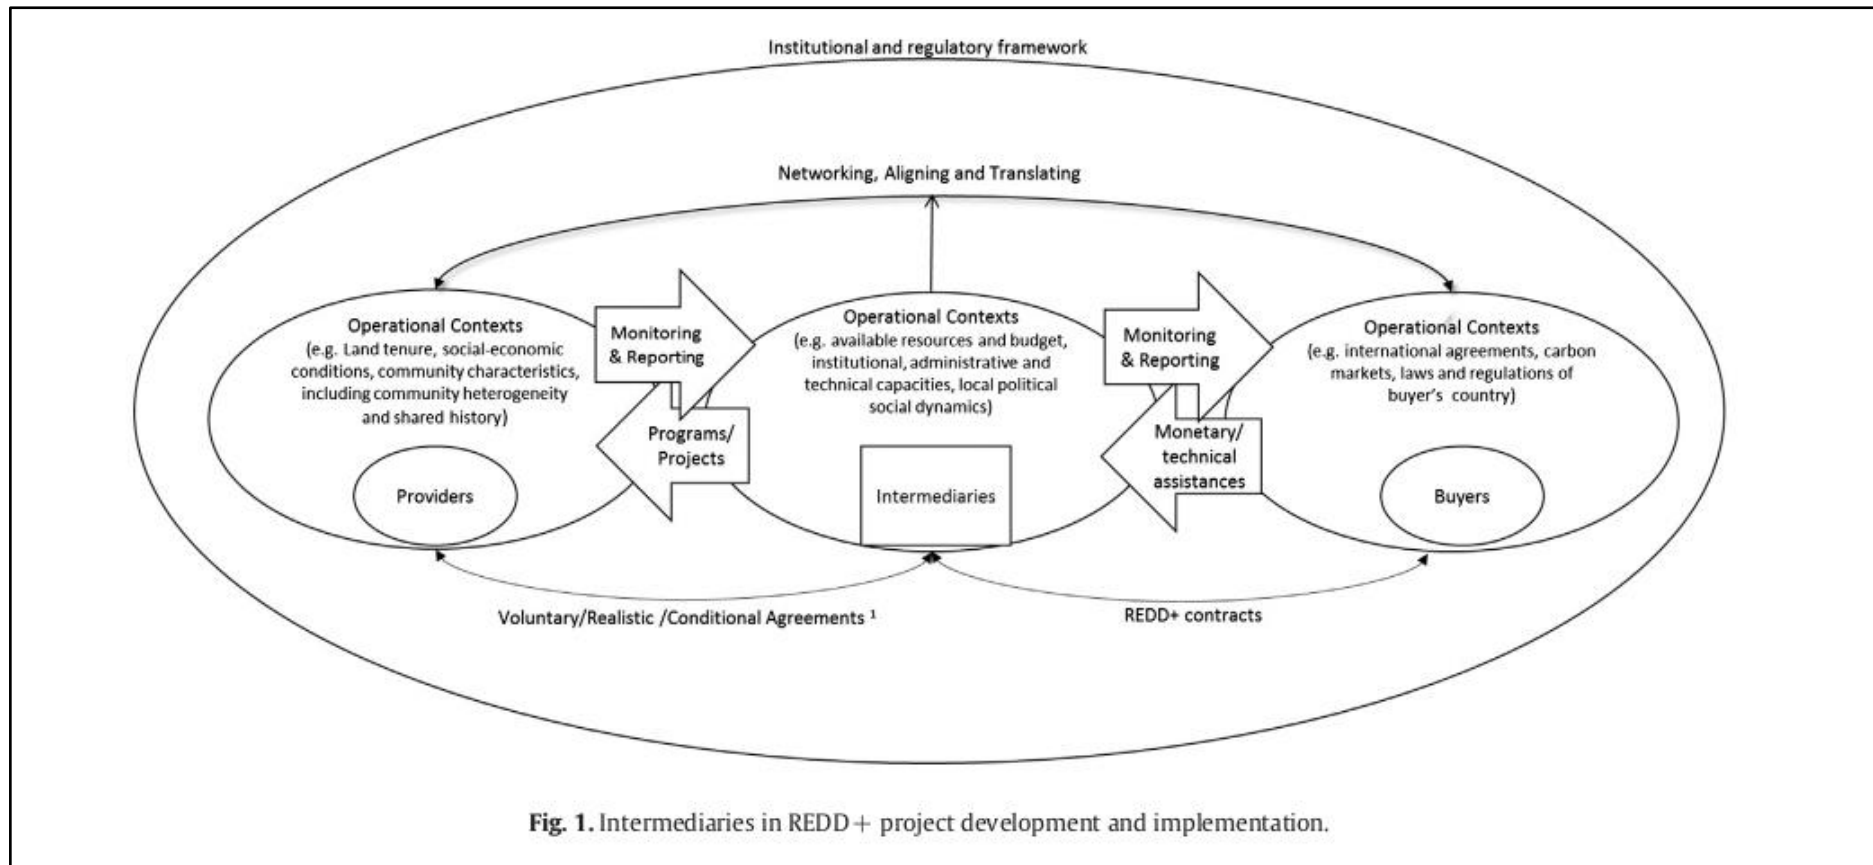 Institutional and regulatory framework
Networking, Aligning and Translating
Operational Contexts
(e.g. Land tenure, social-economic
conditions, community characteristics,
including community heterogeneity
and shared history)
Providers
Monitoring
& Reporting
Programs/
Projects
Operational Contexts
(e.g. available resources and budget,
institutional, administrative and
technical capacities, local political
social dynamics)
Intermediaries
Monitoring
& Reporting
Monetary/
technical
assistances
Operational Contexts
(e.g. international agreements, carbon
markets, laws and regulations of
buyer's country)
Buyers
Voluntary/Realistic /Conditional Agreements ¹
REDD+ contracts
Fig. 1. Intermediaries in REDD+ project development and implementation.